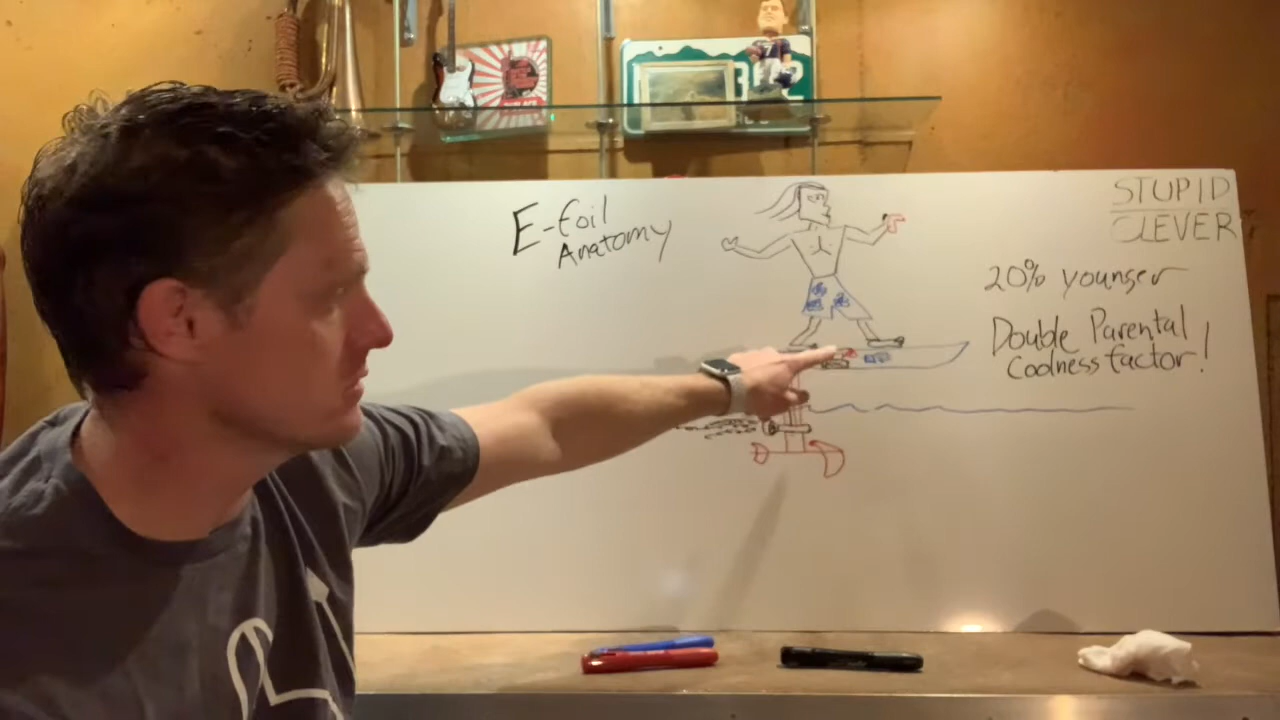 E-foil
Anatomy
STUPID
CLEVER
20% younger
Double Parental
Coolness factor!